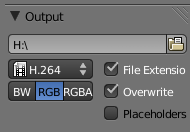 Output
H:\
H.264
File Extensio
BW RGB RGBA
Overwrite
Placeholders